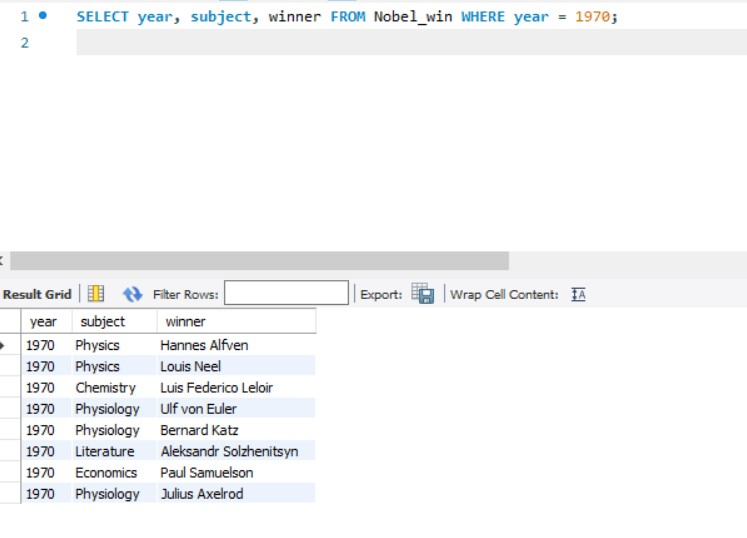 1 SELECT year, subject, winner FROM Nobel_win WHERE year = 1970;
2
Result Grid Filter Rows: Export: Wrap Cell Content:
year subject winner
1970 Physics Hannes Alfven
1970 Physics Louis Neel
1970 Chemistry Luis Federico Leloir
1970 Physiology Ulf von Euler
1970 Physiology Bernard Katz
1970 Literature Aleksandr Solzhenitsyn
1970 Economics Paul Samuelson
1970 Physiology Julius Axelrod